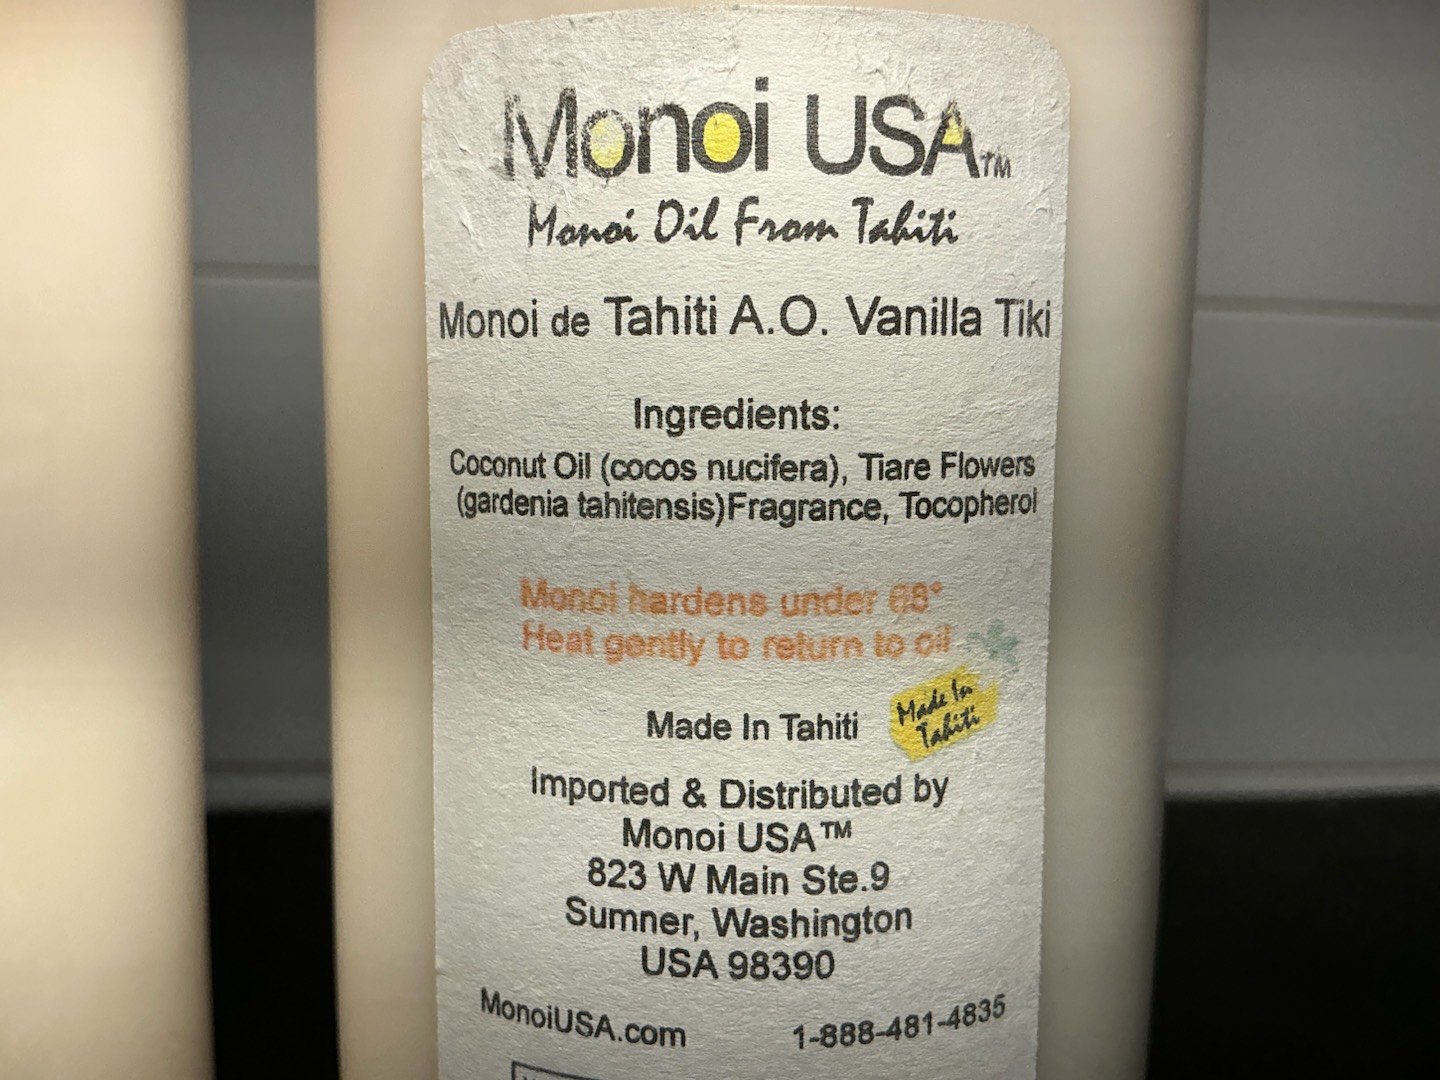 Monoi USA™
Monoi Oil From Tahiti
Monoi de Tahiti A.O. Vanilla Tiki
Ingredients:
Coconut Oil (cocos nucifera), Tiare Flowers
(gardenia tahitensis)Fragrance, Tocopherol
Monoi hardens under 68°
Heat gently to return to oil
Made In
Tahiti
Made In Tahiti
Imported & Distributed by
Monoi USA™
823 W Main Ste.9
Sumner, Washington
USA 98390
MonoiUSA.com 1-888-481-4835